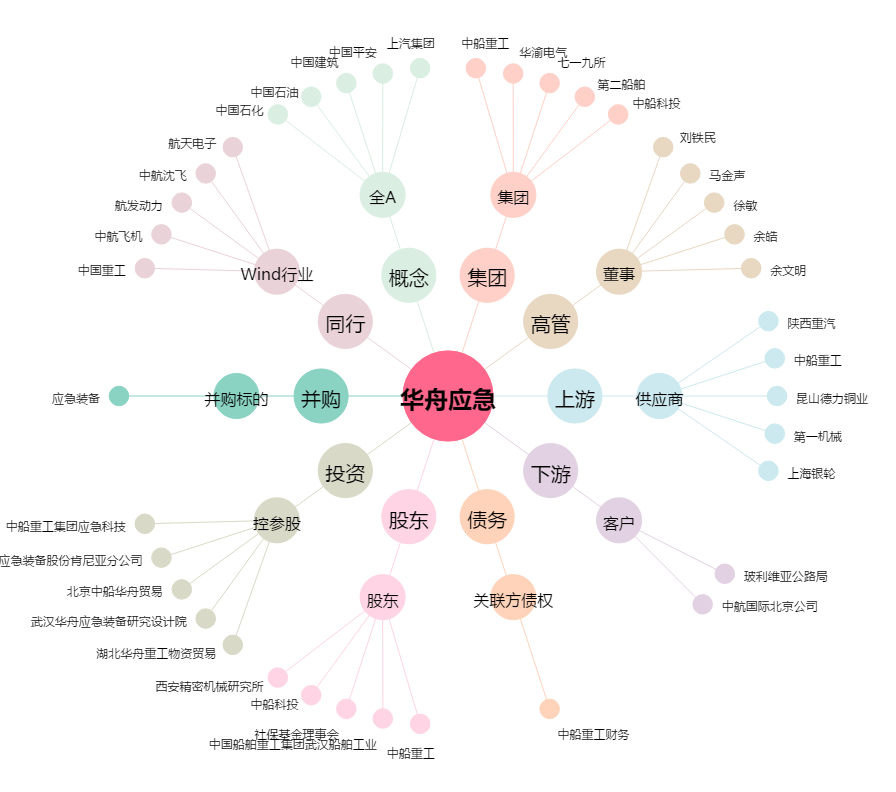 上汽集团
中国平安
中国建筑
中国石油
中国石化
全A
概念
中船重工
华渝电气
七一九所
第二船舶
中船科投
集团
集团
刘铁民
马金声
徐敏
余皓
余文明
董事
高管
陕西重汽
中船重工
昆山德力铜业
第一机械
上海银轮
供应商
上游
华舟应急
下游
客户
玻利维亚公路局
中航国际北京公司
债务
关联方债权
中船重工财务
股东
股东
中船重工
中国船舶重工集团武汉船舶工业
社保基金理事会
中船科投
西安精密机械研究所
投资
控参股
湖北华舟重工物资贸易
武汉华舟应急装备研究设计院
北京中船华舟贸易
应急装备股份肯尼亚分公司
中船重工集团应急科技
并购
并购标的
应急装备
同行
Wind行业
中国重工
中航飞机
航发动力
中航沈飞
航天电子